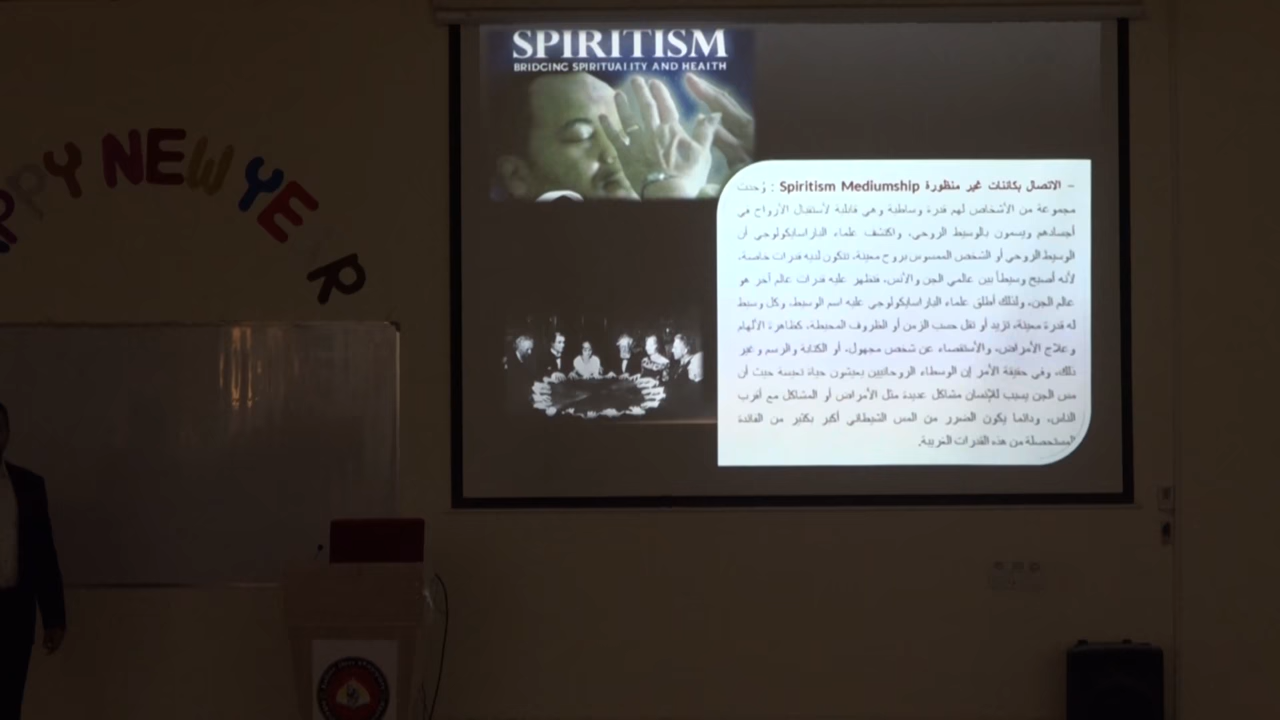 HAPPY NEW YEAR
SPIRITISM
BRIDGING SPIRITUALITY AND HEALTH
– الاتصال بكائنات غير منظورة Spiritism Mediumship : وُجدت
مجموعة من الأشخاص لهم قدرة وساطية وهي قابلية لأستقبال الأرواح في
أجسادهم ويسمون بالوسيط الروحي، واكتشف علماء الباراسايكولوجي أن
الوسيط الروحي أو الشخص الممسوس بروح معينة، تتكون لديه قدرات خاصة،
لأنه أصبح وسيطاً بين عالمي الجن والأنس، فتظهر عليه قدرات عالم آخر هو
عالم الجن، ولذلك أطلق علماء الباراسايكولوجي عليه اسم الوسيط، وكل وسيط
له قدرة معينة، تزيد أو تقل حسب الزمن أو الظروف المحيطة، كظاهرة الألهام
وعلاج الأمراض، والأستقصاء عن شخص مجهول، أو الكتابة والرسم وغير
ذلك، وفي حقيقة الأمر إن الوسطاء الروحانيين يعيشون حياة تعيسة حيث أن
مس الجن يسبب للإنسان مشاكل عديدة مثل الأمراض أو المشاكل مع أقرب
الناس، ودائما يكون الضرر من المس الشيطاني أكبر بكثير من الفائدة
المستحصلة من هذه القدرات الغريبة.